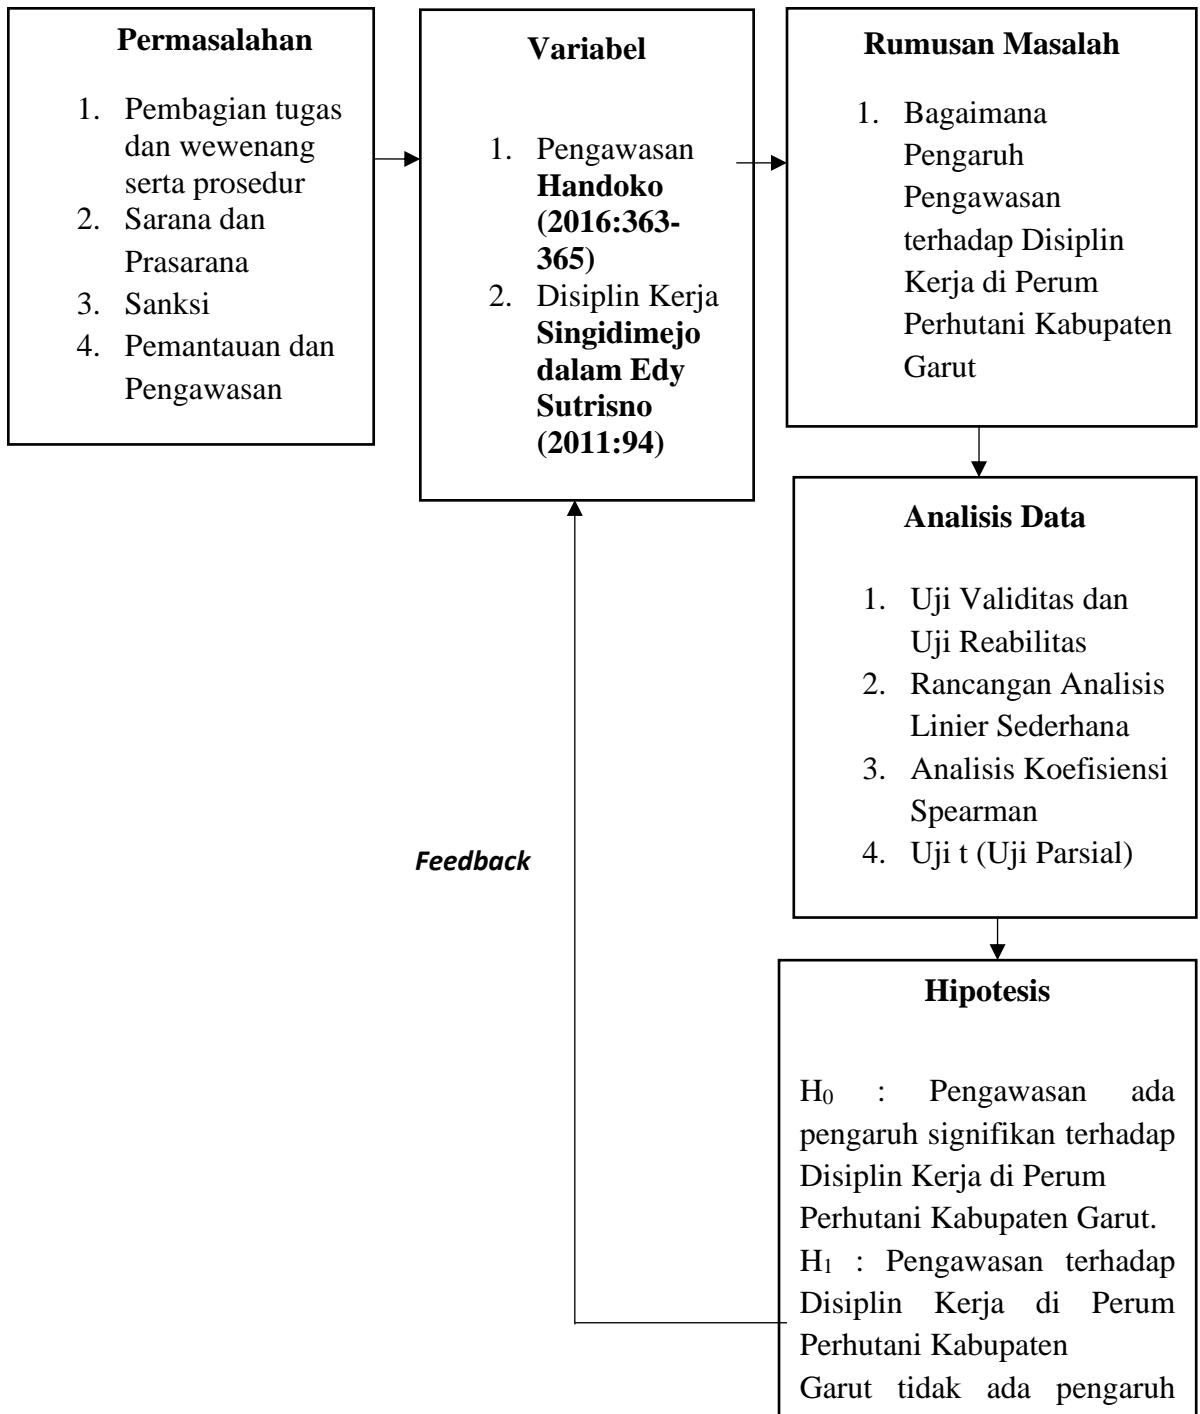 Permasalahan
1. Pembagian tugas
dan wewenang
serta prosedur
2. Sarana dan
Prasarana
3. Sanksi
4. Pemantauan dan
Pengawasan
Variabel
1. Pengawasan
Handoko
(2016:363-
365)
2. Disiplin Kerja
Singidimejo
dalam Edy
Sutrisno
(2011:94)
Rumusan Masalah
1. Bagaimana
Pengaruh
Pengawasan
terhadap Disiplin
Kerja di Perum
Perhutani Kabupaten
Garut
Analisis Data
1. Uji Validitas dan
Uji Reabilitas
2. Rancangan Analisis
Linier Sederhana
3. Analisis Koefisiensi
Spearman
4. Uji t (Uji Parsial)
Feedback
Hipotesis
H₀ : Pengawasan ada
pengaruh signifikan terhadap
Disiplin Kerja di Perum
Perhutani Kabupaten Garut.
H₁ : Pengawasan terhadap
Disiplin Kerja di Perum
Perhutani Kabupaten
Garut tidak ada pengaruh